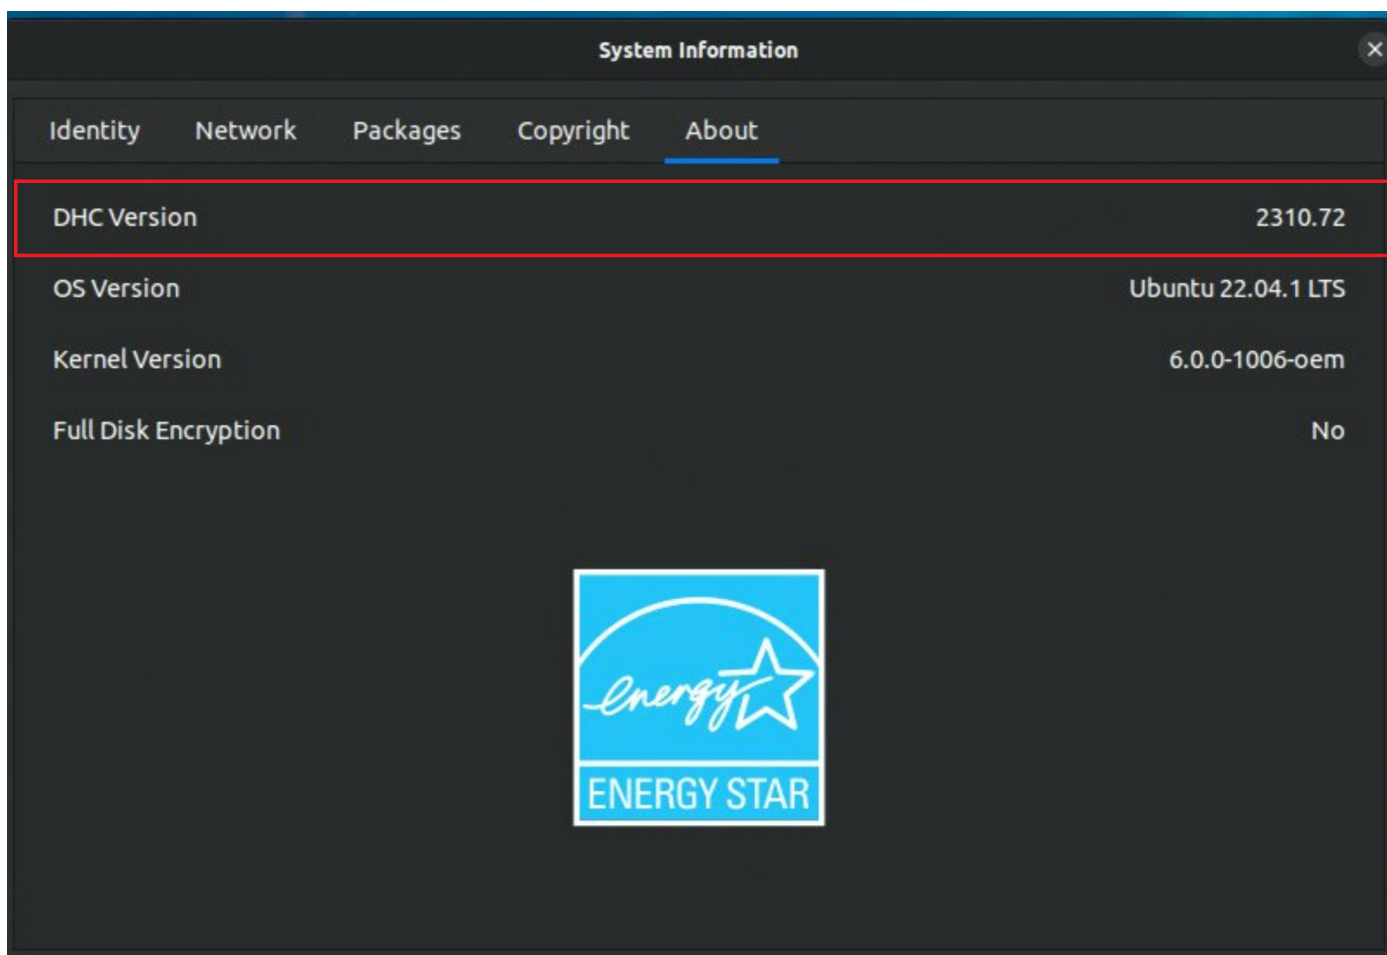 System Information
Identity Network Packages Copyright About
DHC Version 2310.72
OS Version Ubuntu 22.04.1 LTS
Kernel Version 6.0.0-1006-oem
Full Disk Encryption No
energy
ENERGY STAR